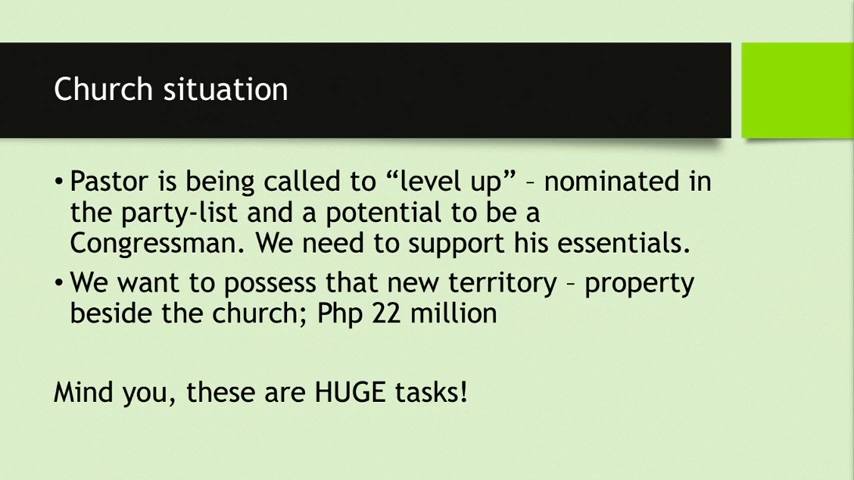 Church situation
• Pastor is being called to “level up” – nominated in
the party-list and a potential to be a
Congressman. We need to support his essentials.
• We want to possess that new territory – property
beside the church; Php 22 million
Mind you, these are HUGE tasks!